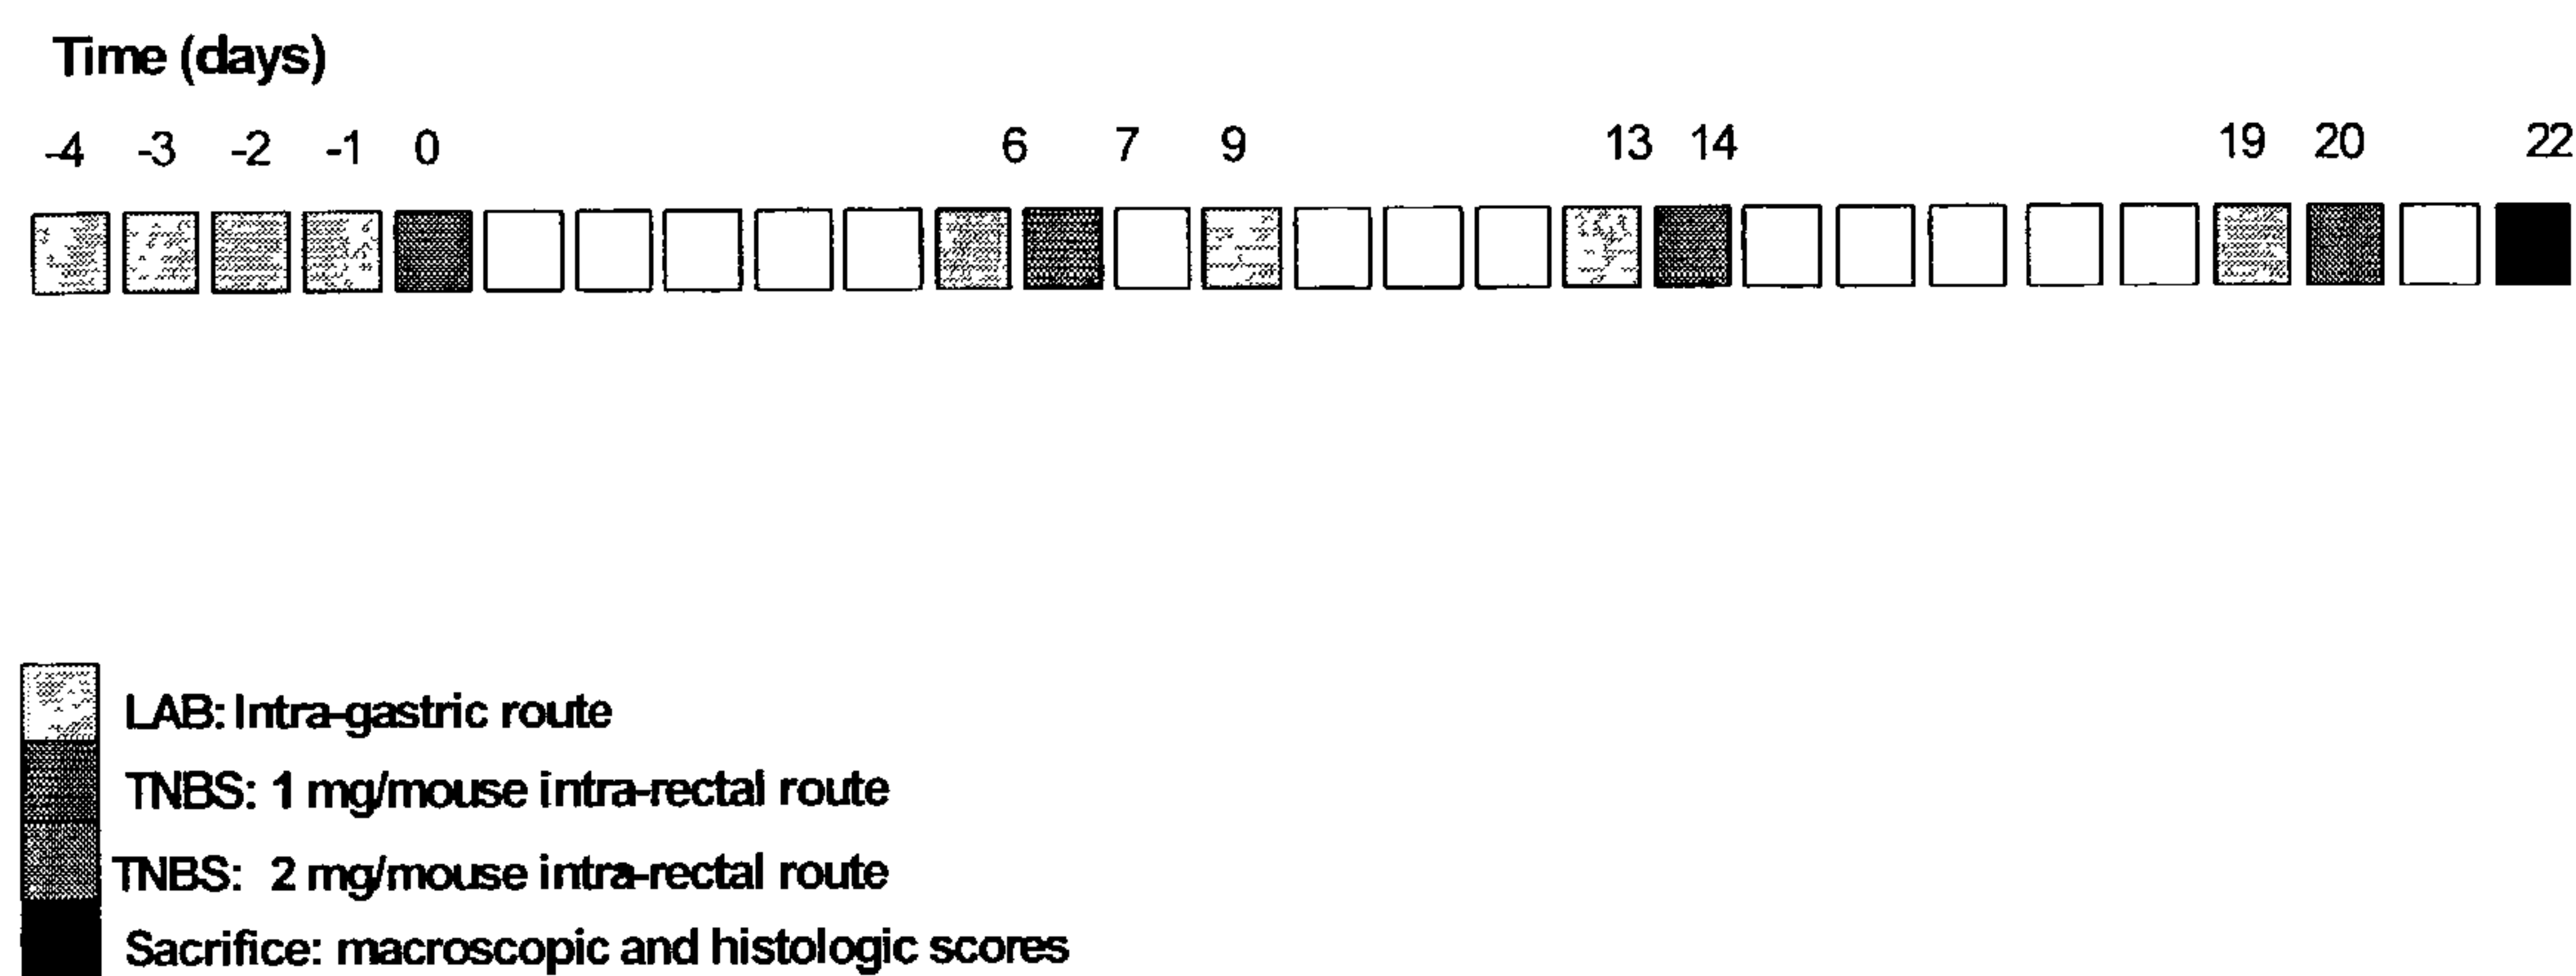 Time (days)
-4 -3 -2 -1 0 6 7 9 13 14 19 20 22
LAB: Intra-gastric route
TNBS: 1 mg/mouse intra-rectal route
TNBS: 2 mg/mouse intra-rectal route
Sacrifice: macroscopic and histologic scores